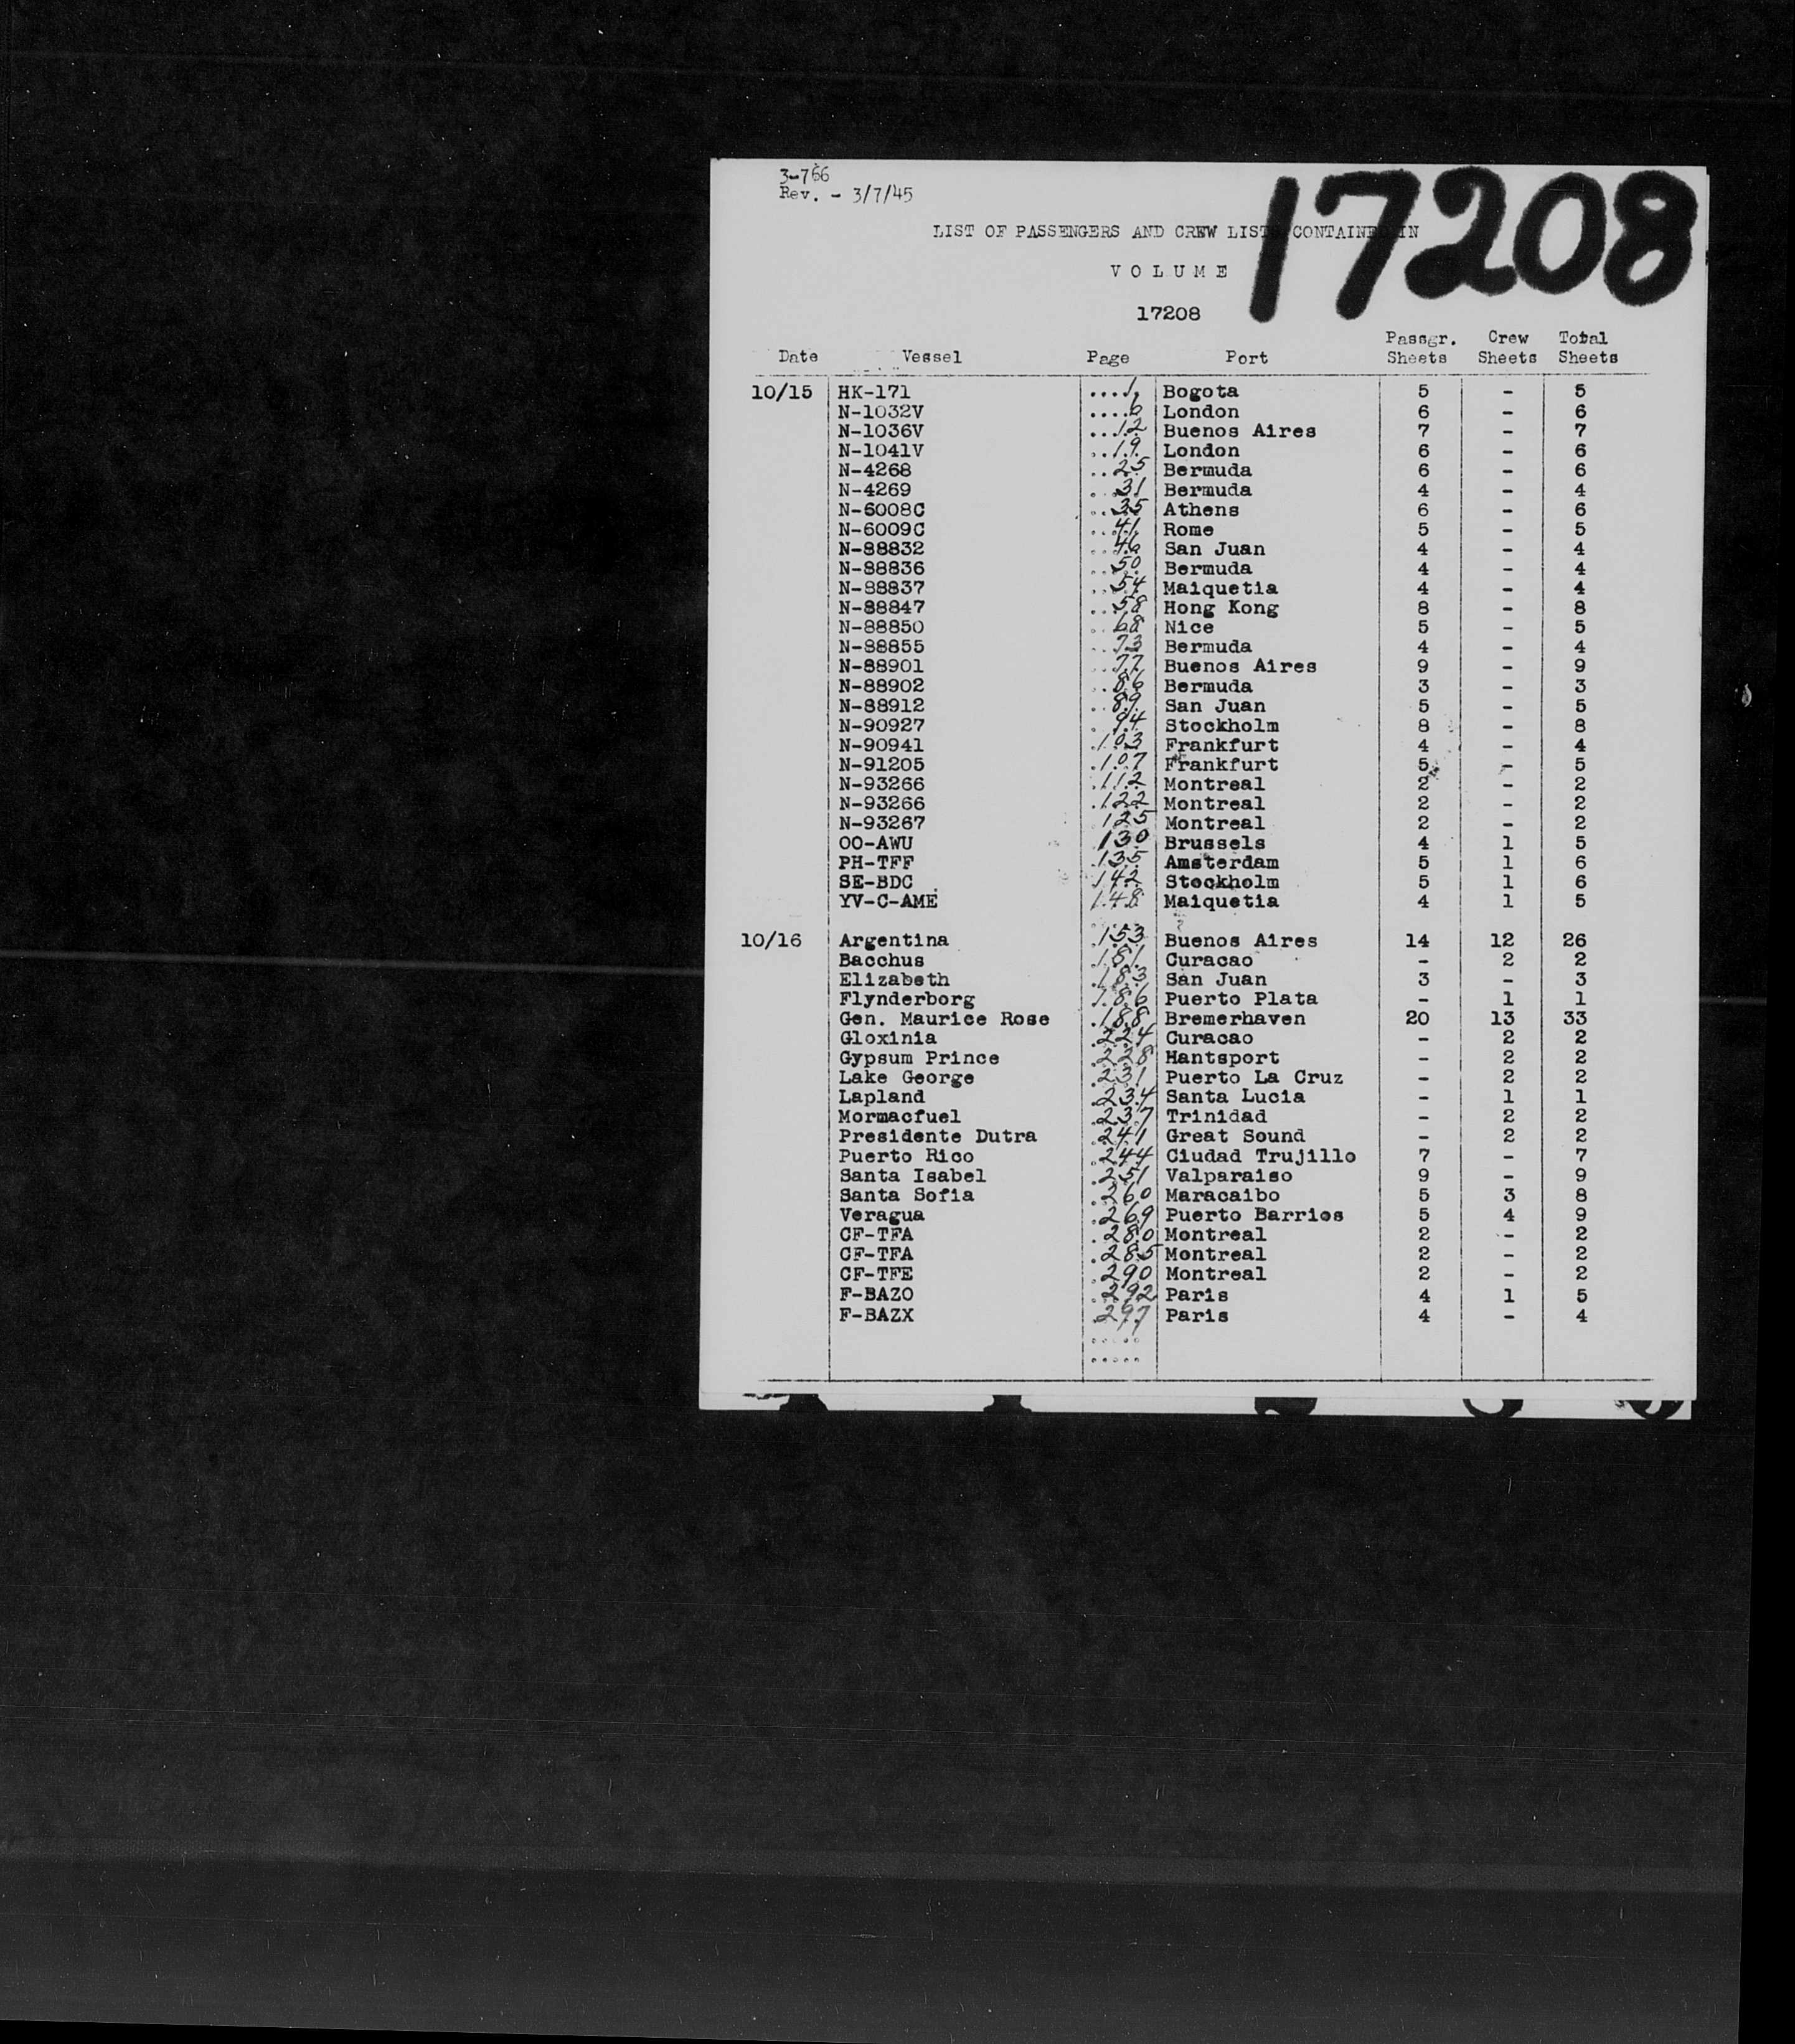 3-766
Rev. - 3/7/45
17208
LIST OF PASSENGERS AND CREW LISTS CONTAINED IN
VOLUME
17208
Date Vessel Page Port Passgr. Sheets Crew Sheets Total Sheets
10/15 HK-171 ....1 Bogota 5 - 5
N-1032V ....6 London 6 - 6
N-1036V ...12 Buenos Aires 7 - 7
N-1041V ..19 London 6 - 6
N-4268 ..25 Bermuda 6 - 6
N-4269 ..31 Bermuda 4 - 4
N-6008C ..35 Athens 6 - 6
N-6009C ..41 Rome 5 - 5
N-88832 ..46 San Juan 4 - 4
N-88836 ..50 Bermuda 4 - 4
N-88837 ..54 Maiquetia 4 - 4
N-88847 ..58 Hong Kong 8 - 8
N-88850 ..68 Nice 5 - 5
N-88855 ..73 Bermuda 4 - 4
N-88901 ..77 Buenos Aires 9 - 9
N-88902 ..86 Bermuda 3 - 3
N-88912 ..89 San Juan 5 - 5
N-90927 .94 Stockholm 8 - 8
N-90941 .103 Frankfurt 4 - 4
N-91205 .107 Frankfurt 5 - 5
N-93266 .112 Montreal 2 - 2
N-93266 .122 Montreal 2 - 2
N-93267 125 Montreal 2 - 2
OO-AWU 130 Brussels 4 1 5
PH-TFF .135 Amsterdam 5 1 6
SE-BDC 142 Stockholm 5 1 6
YV-C-AME 148 Maiquetia 4 1 5
10/16 Argentina .153 Buenos Aires 14 12 26
Bacchus .181 Curacao - 2 2
Elizabeth .183 San Juan 3 - 3
Flynderborg 186 Puerto Plata - 1 1
Gen. Maurice Rose .188 Bremerhaven 20 13 33
Gloxinia .224 Curacao - 2 2
Gypsum Prince .228 Hantsport - 2 2
Lake George .231 Puerto La Cruz - 2 2
Lapland .234 Santa Lucia - 1 1
Mormacfuel .237 Trinidad - 2 2
Presidente Dutra .241 Great Sound - 2 2
Puerto Rico .244 Ciudad Trujillo 7 - 7
Santa Isabel .251 Valparaiso 9 - 9
Santa Sofia .260 Maracaibo 5 3 8
Veragua .269 Puerto Barrios 5 4 9
CF-TFA .280 Montreal 2 - 2
CF-TFA .285 Montreal 2 - 2
CF-TFE .290 Montreal 2 - 2
F-BAZO .292 Paris 4 1 5
F-BAZX .297 Paris 4 - 4